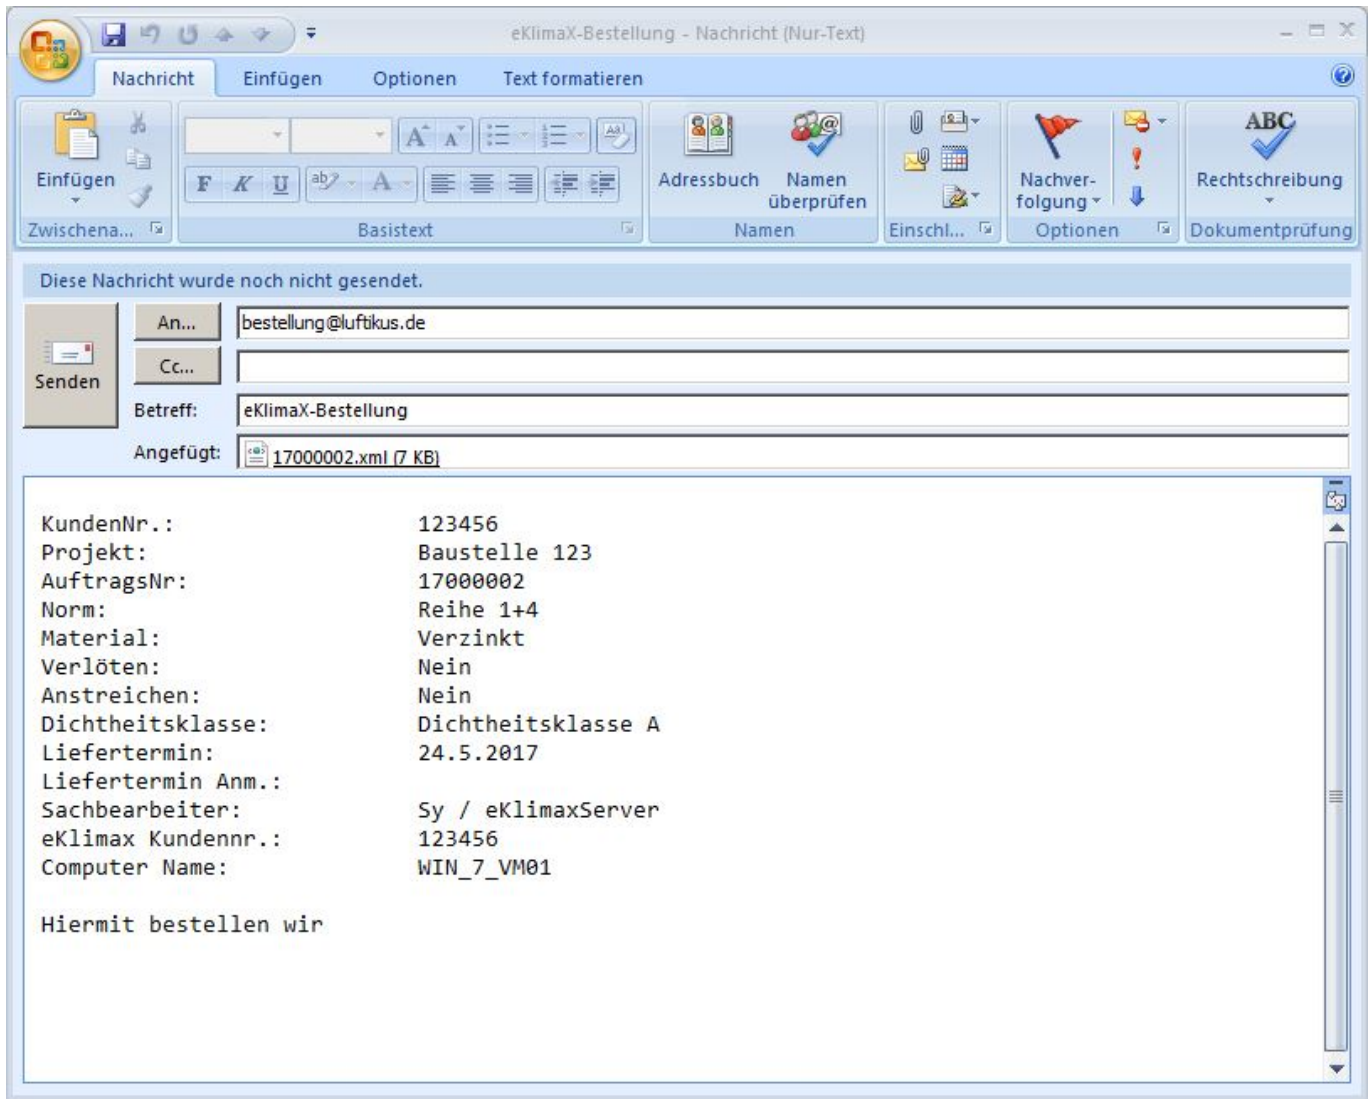 eKlimaX-Bestellung - Nachricht (Nur-Text)
Nachricht Einfügen Optionen Text formatieren
Einfügen
F K U ab A
A A Aa
Adressbuch
Namen überprüfen
Nachver-
folgung
ABC
Rechtschreibung
Zwischena... Basistext Namen Einschl... Optionen Dokumentprüfung
Diese Nachricht wurde noch nicht gesendet.
Senden
An... bestellung@luftikus.de
Cc...
Betreff: eKlimaX-Bestellung
Angefügt: 17000002.xml (7 KB)
KundenNr.: 123456
Projekt: Baustelle 123
AuftragsNr: 17000002
Norm: Reihe 1+4
Material: Verzinkt
Verlöten: Nein
Anstreichen: Nein
Dichtheitsklasse: Dichtheitsklasse A
Liefertermin: 24.5.2017
Liefertermin Anm.:
Sachbearbeiter: Sy / eKlimaxServer
eKlimax Kundennr.: 123456
Computer Name: WIN_7_VM01
Hiermit bestellen wir